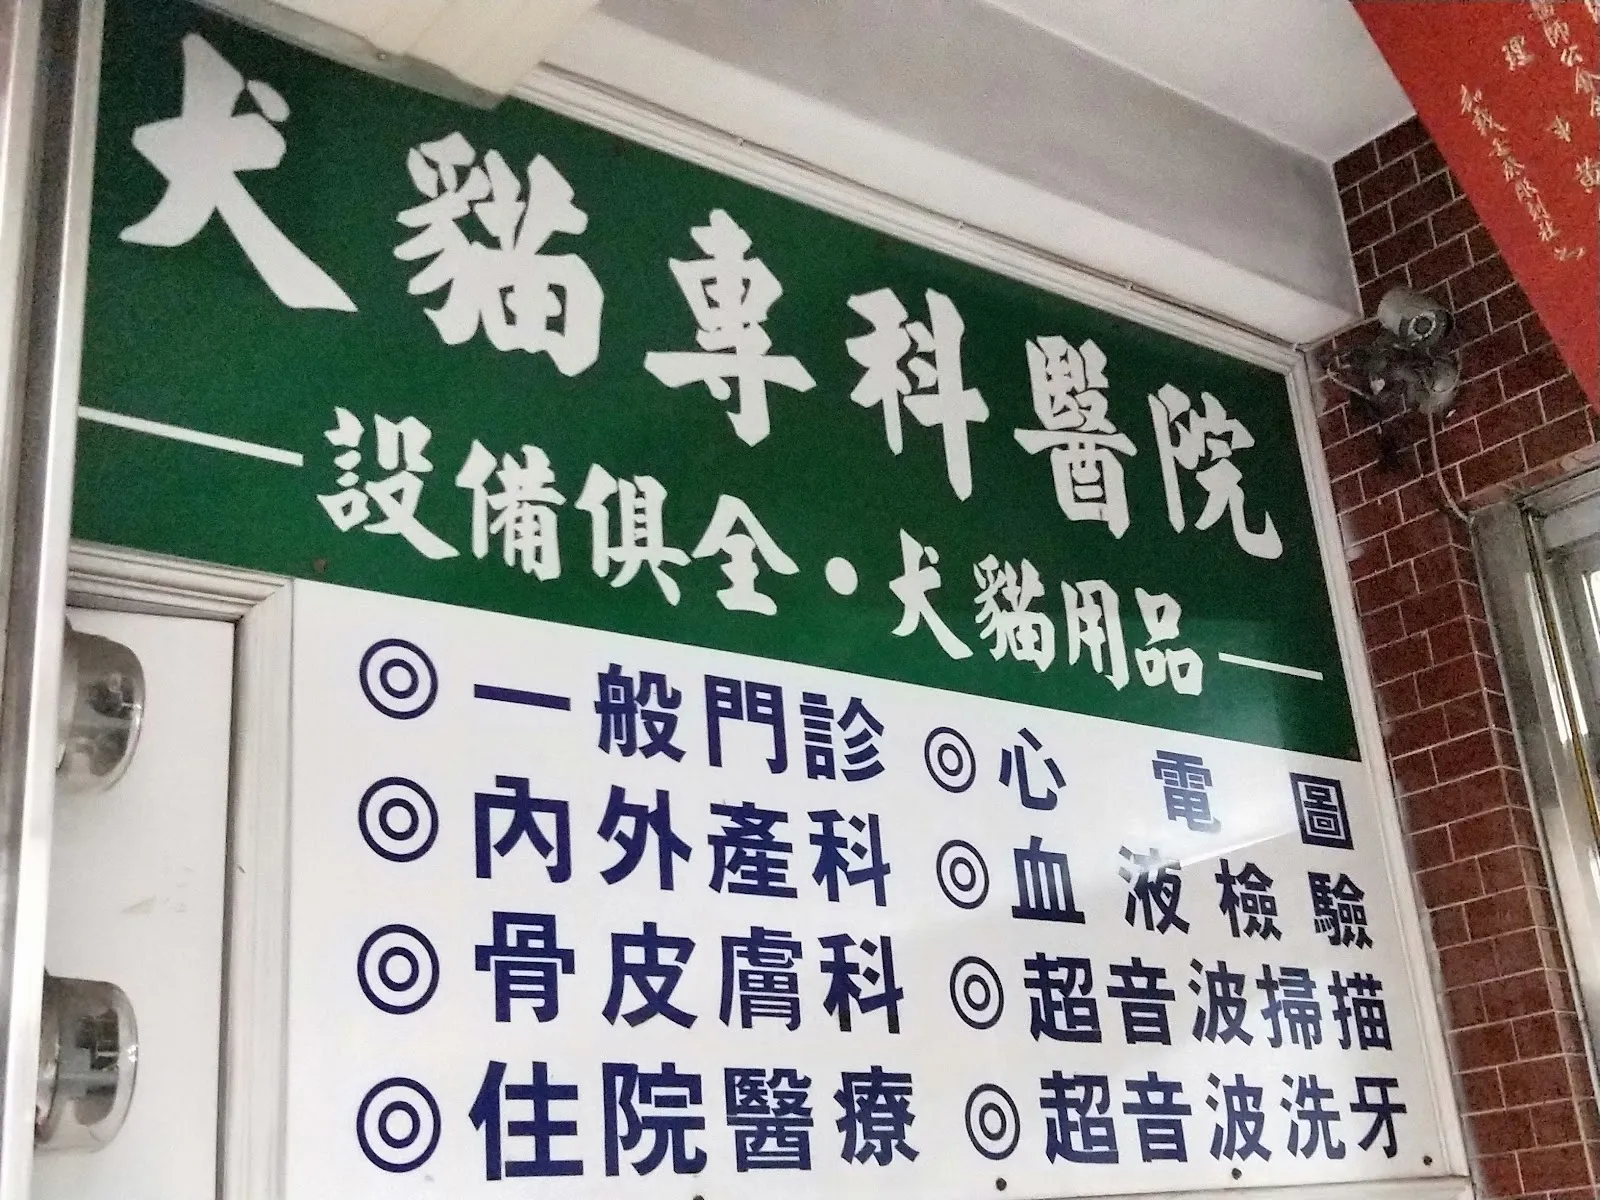 犬貓專科醫院
設備俱全・犬貓用品
◎一般門診
◎內外產科
◎骨皮膚科
◎住院醫療
◎心電圖
◎血液檢驗
◎超音波掃描
◎超音波洗牙